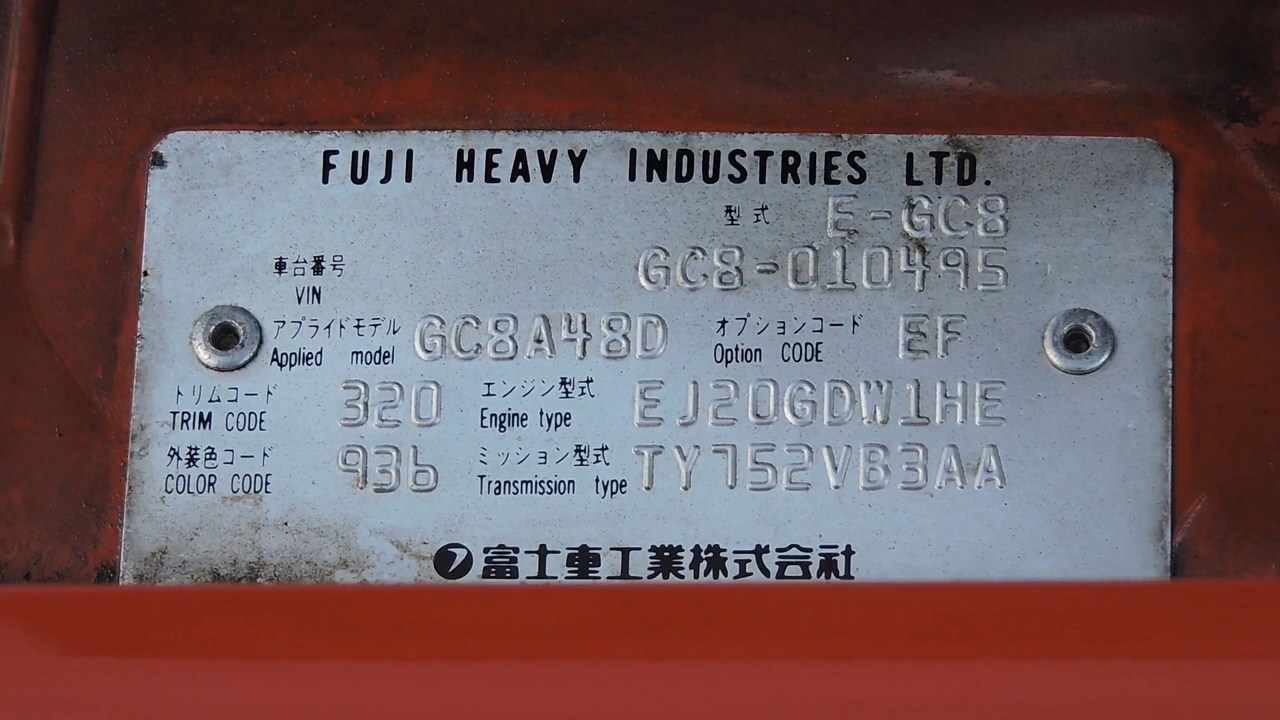 FUJI HEAVY INDUSTRIES LTD.
型式 E-GC8
車台番号 VIN GC8-010495
アプライドモデル Applied model GC8A48D オプションコード Option CODE EF
トリムコード TRIM CODE 320 エンジン型式 Engine type EJ20GDW1HE
外装色コード COLOR CODE 936 ミッション型式 Transmission type TY752VB3AA
富士重工業株式会社